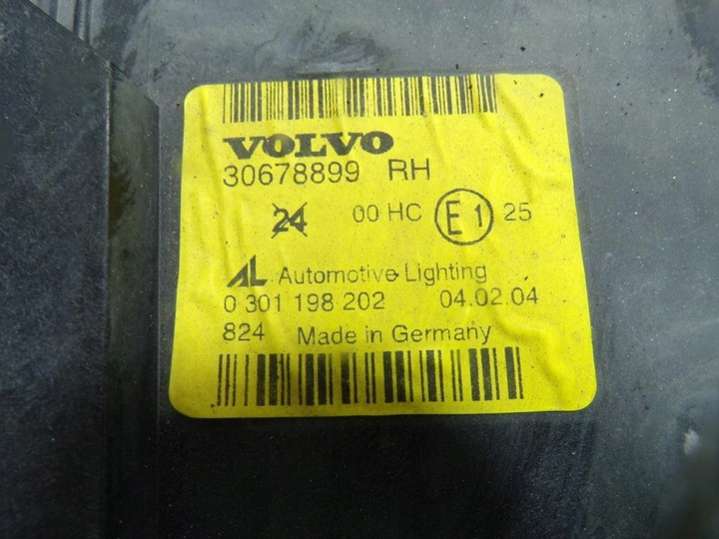 VOLVO
30678899 RH
24 00 HC E1 25
AL Automotive Lighting
0 301 198 202 04.02.04
824 Made in Germany